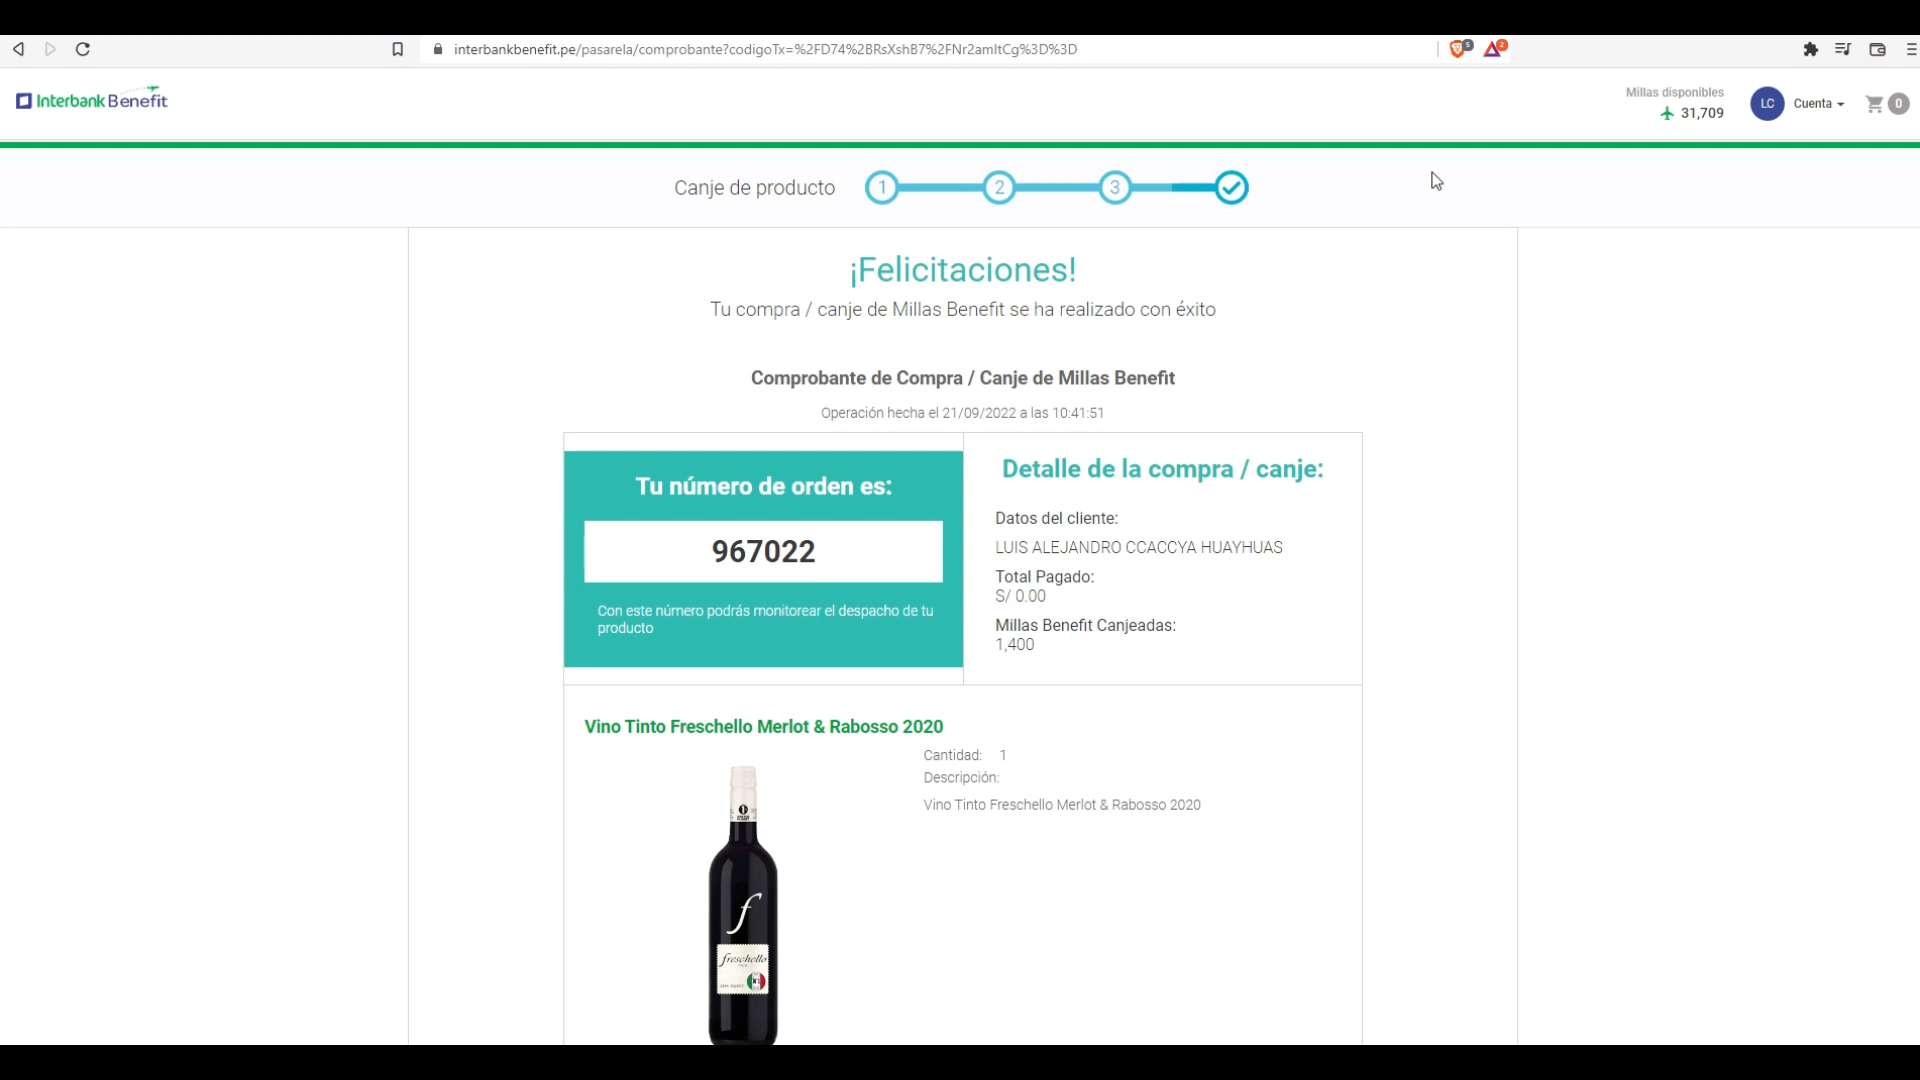 interbankbenefit.pe/pasarela/comprobante?codigoTx=%2FD74%2BRsXshB7%2FNr2amItCg%3D%3D
5
2
Interbank Benefit
Millas disponibles
31,709
LC
Cuenta
0
Canje de producto
1
2
3
¡Felicitaciones!
Tu compra / canje de Millas Benefit se ha realizado con éxito
Comprobante de Compra / Canje de Millas Benefit
Operación hecha el 21/09/2022 a las 10:41:51
Tu número de orden es:
967022
Con este número podrás monitorear el despacho de tu
producto
Detalle de la compra / canje:
Datos del cliente:
LUIS ALEJANDRO CCACCYA HUAYHUAS
Total Pagado:
S/ 0.00
Millas Benefit Canjeadas:
1,400
Vino Tinto Freschello Merlot & Rabosso 2020
Cantidad: 1
Descripción:
Vino Tinto Freschello Merlot & Rabosso 2020
f
freschello